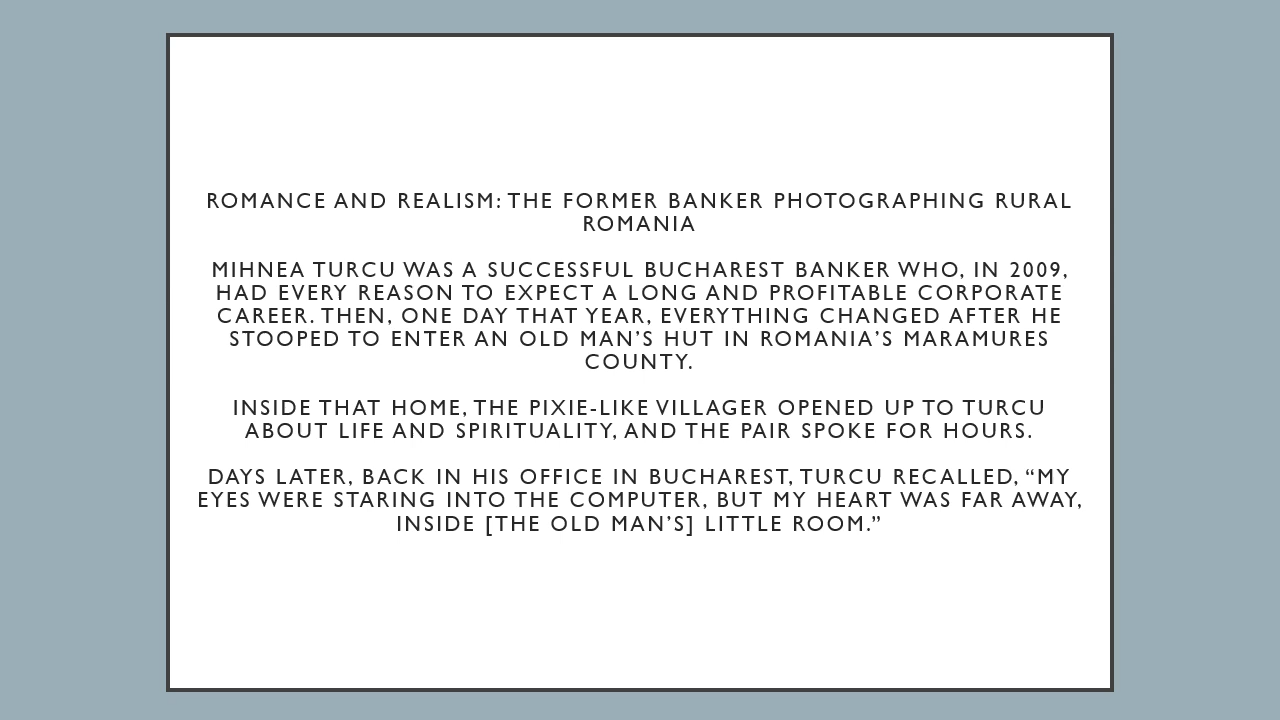 ROMANCE AND REALISM: THE FORMER BANKER PHOTOGRAPHING RURAL
ROMANIA
MIHNEA TURCU WAS A SUCCESSFUL BUCHAREST BANKER WHO, IN 2009,
HAD EVERY REASON TO EXPECT A LONG AND PROFITABLE CORPORATE
CAREER. THEN, ONE DAY THAT YEAR, EVERYTHING CHANGED AFTER HE
STOOPED TO ENTER AN OLD MAN’S HUT IN ROMANIA’S MARAMURES
COUNTY.
INSIDE THAT HOME, THE PIXIE-LIKE VILLAGER OPENED UP TO TURCU
ABOUT LIFE AND SPIRITUALITY, AND THE PAIR SPOKE FOR HOURS.
DAYS LATER, BACK IN HIS OFFICE IN BUCHAREST, TURCU RECALLED, “MY
EYES WERE STARING INTO THE COMPUTER, BUT MY HEART WAS FAR AWAY,
INSIDE [THE OLD MAN’S] LITTLE ROOM.”